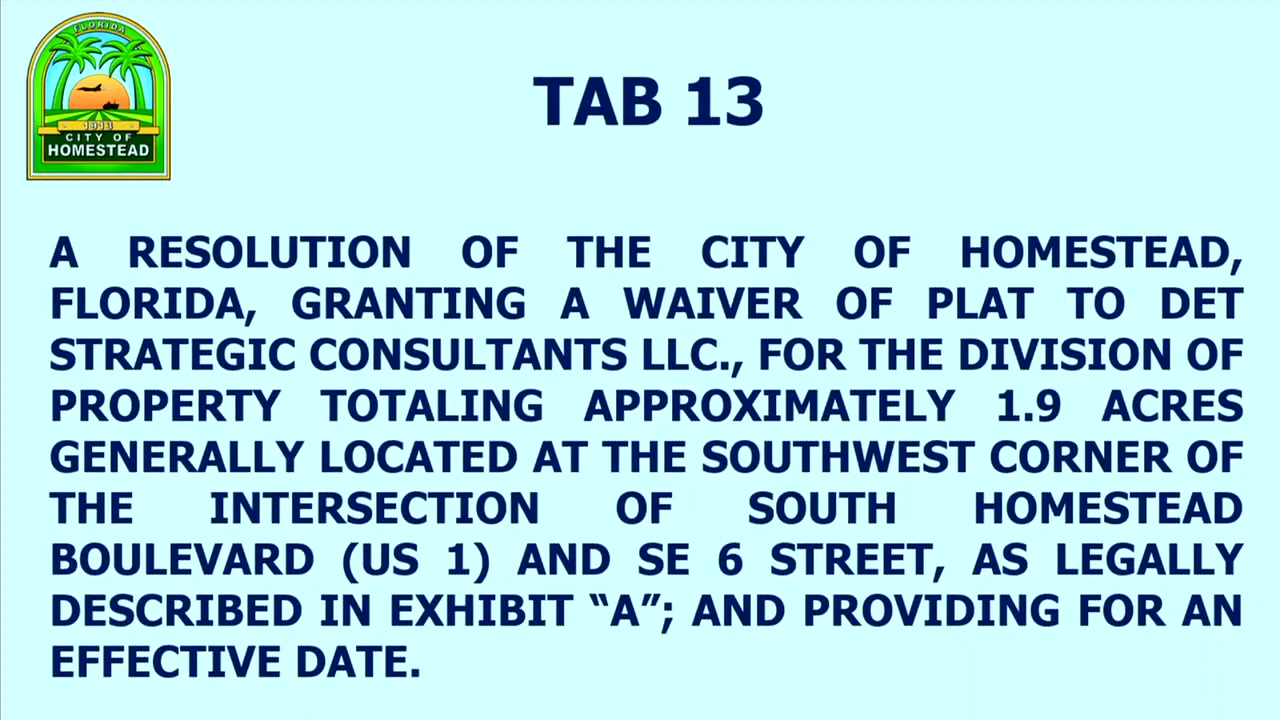 FLORIDA
1913
CITY OF
HOMESTEAD
TAB 13
A RESOLUTION OF THE CITY OF HOMESTEAD,
FLORIDA, GRANTING A WAIVER OF PLAT TO DET
STRATEGIC CONSULTANTS LLC., FOR THE DIVISION OF
PROPERTY TOTALING APPROXIMATELY 1.9 ACRES
GENERALLY LOCATED AT THE SOUTHWEST CORNER OF
THE INTERSECTION OF SOUTH HOMESTEAD
BOULEVARD (US 1) AND SE 6 STREET, AS LEGALLY
DESCRIBED IN EXHIBIT “A”; AND PROVIDING FOR AN
EFFECTIVE DATE.